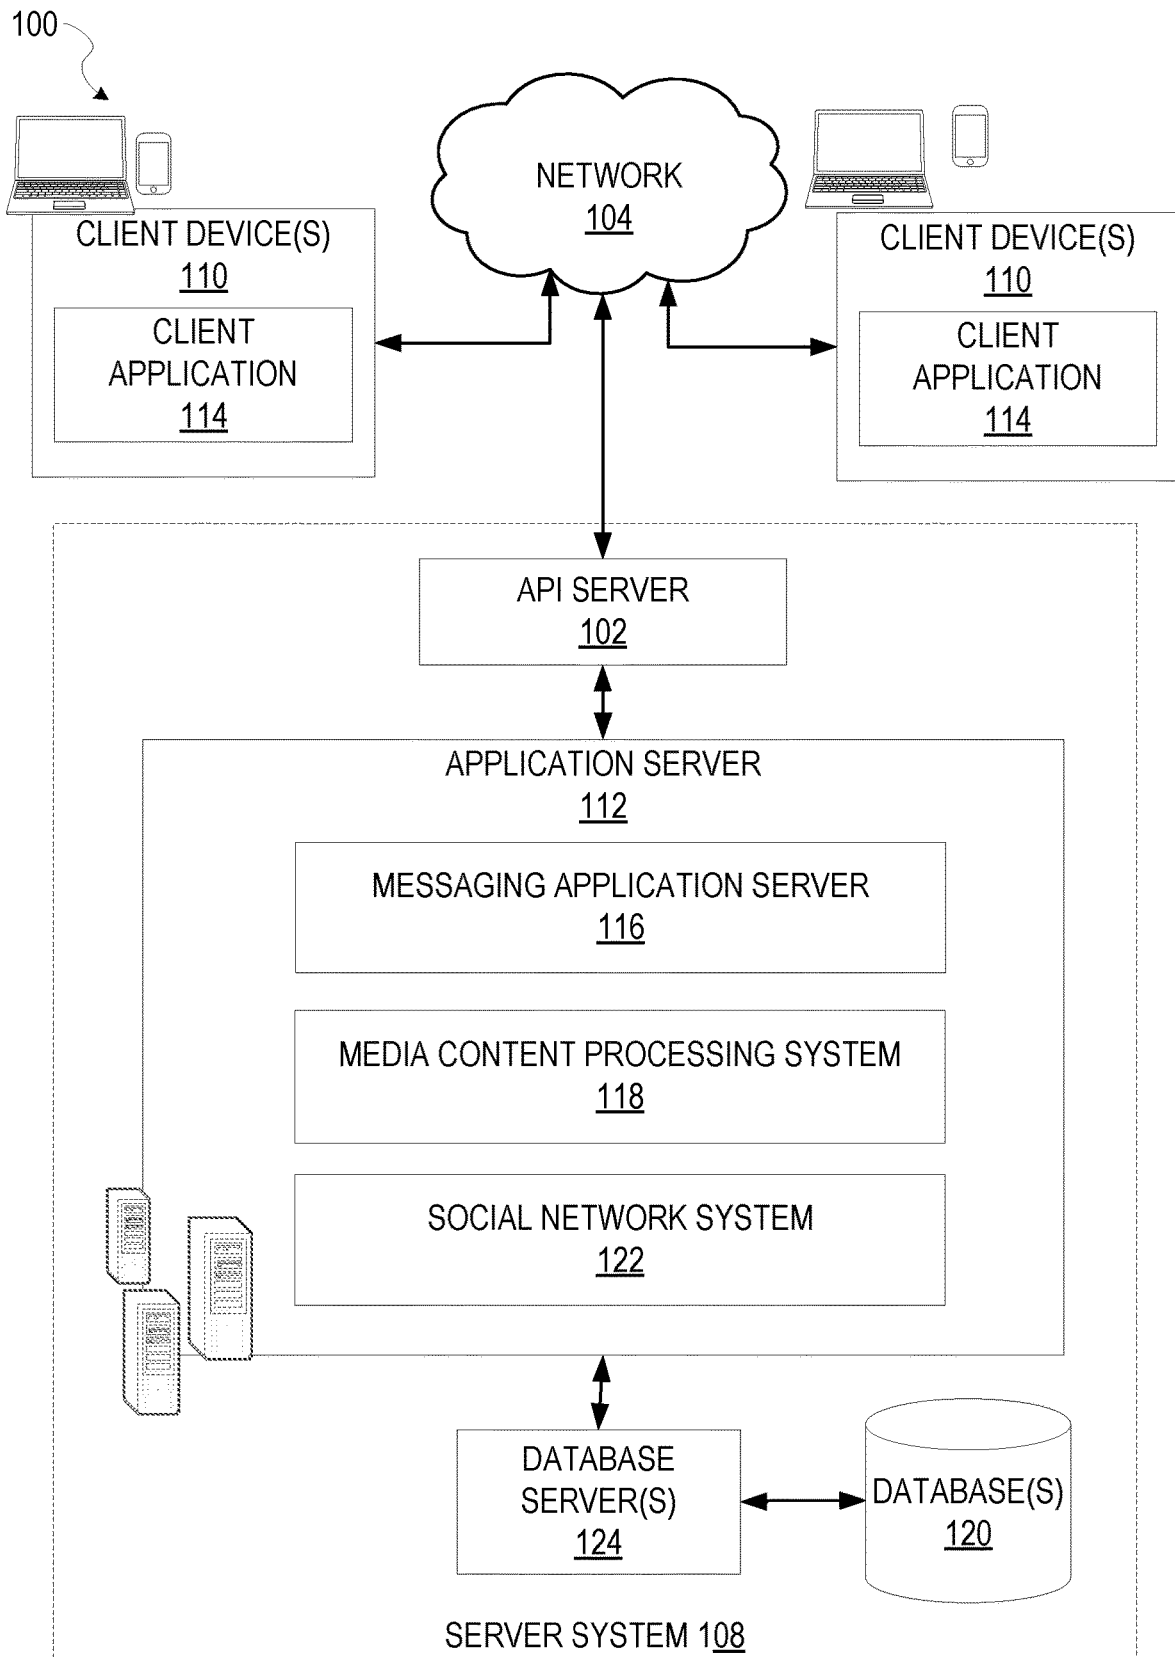 100
NETWORK
104
CLIENT DEVICE(S)
110
CLIENT
APPLICATION
114
CLIENT DEVICE(S)
110
CLIENT
APPLICATION
114
API SERVER
102
APPLICATION SERVER
112
MESSAGING APPLICATION SERVER
116
MEDIA CONTENT PROCESSING SYSTEM
118
SOCIAL NETWORK SYSTEM
122
DATABASE
SERVER(S)
124
DATABASE(S)
120
SERVER SYSTEM 108